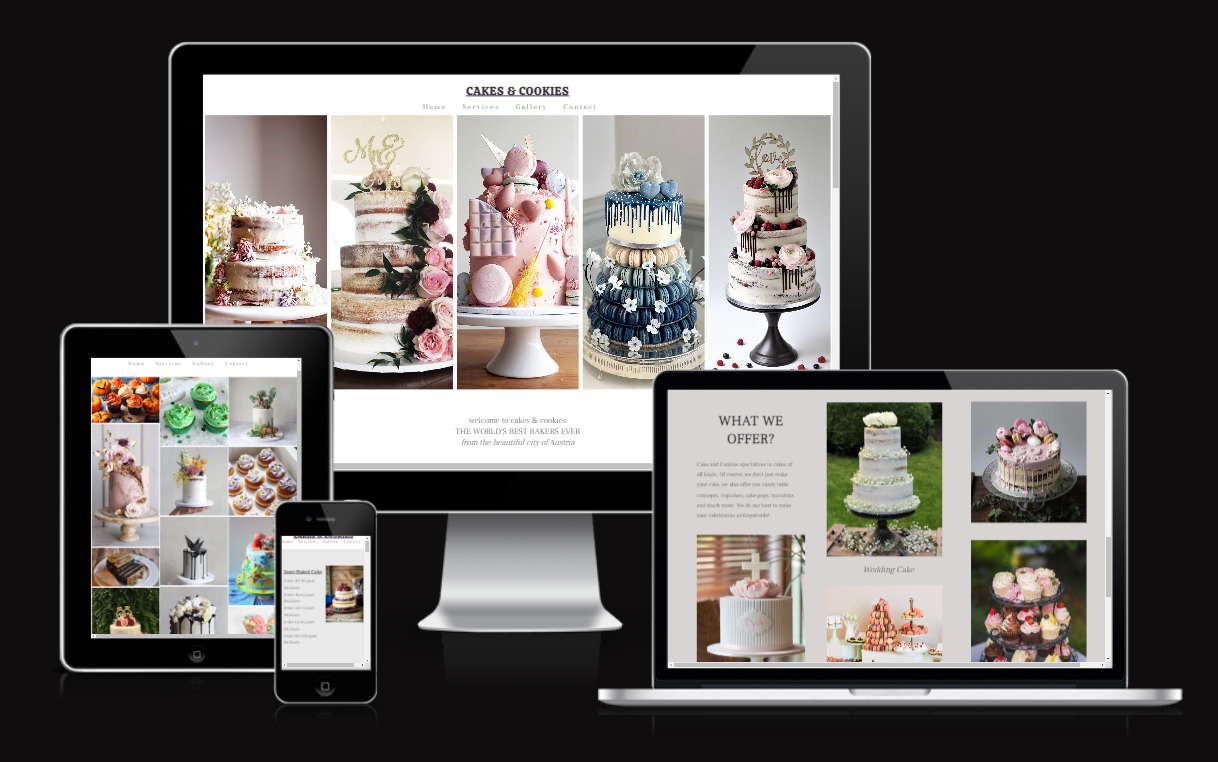 CAKES & COOKIES
Home Services Gallery Contact
Mr&
Love
welcome to cakes & cookies
THE WORLD'S BEST BAKERS EVER
from the beautiful city of Austria
Home Services Gallery Contact
CAKES & COOKIES
Home Services Gallery Contact
Semi-Naked Cake
WHAT WE
OFFER?
Cake and Cookies specializes in cakes of
all kinds. Of course, we don't just make
your cake, we also offer you candy table
concepts, cupcakes, cake pops, macarons
and much more. We do our best to make
your celebration unforgettable!
Wedding Cake